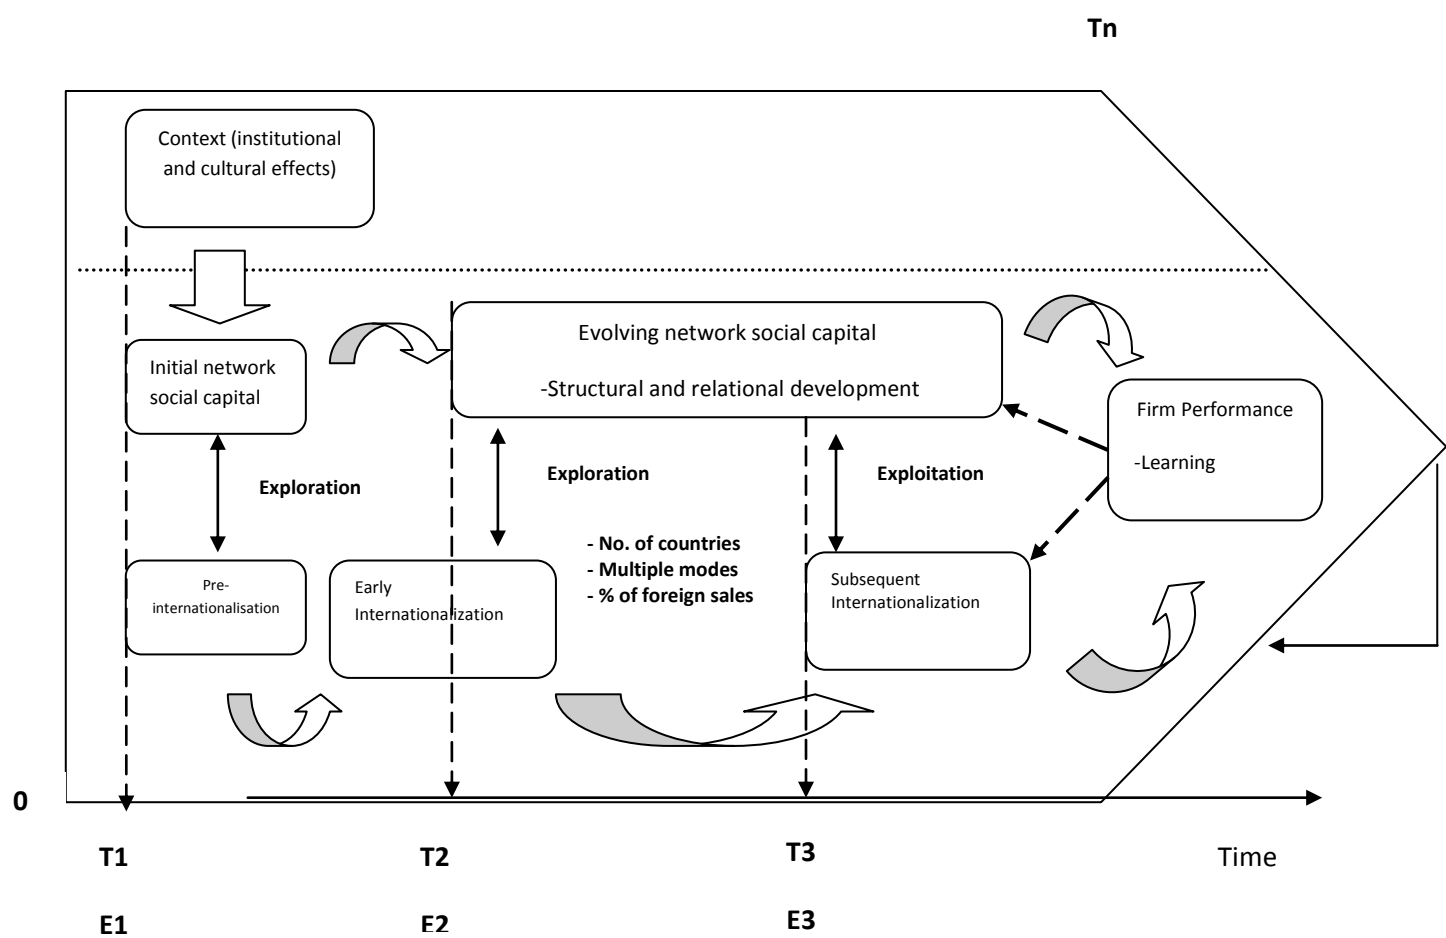 Tn
Context (institutional
and cultural effects)
Initial network
social capital
Evolving network social capital
-Structural and relational development
Firm Performance
-Learning
Exploration
Exploration
Exploitation
- No. of countries
- Multiple modes
- % of foreign sales
Pre-
internationalisation
Early
Internationalization
Subsequent
Internationalization
0
T1
T2
T3
Time
E1
E2
E3